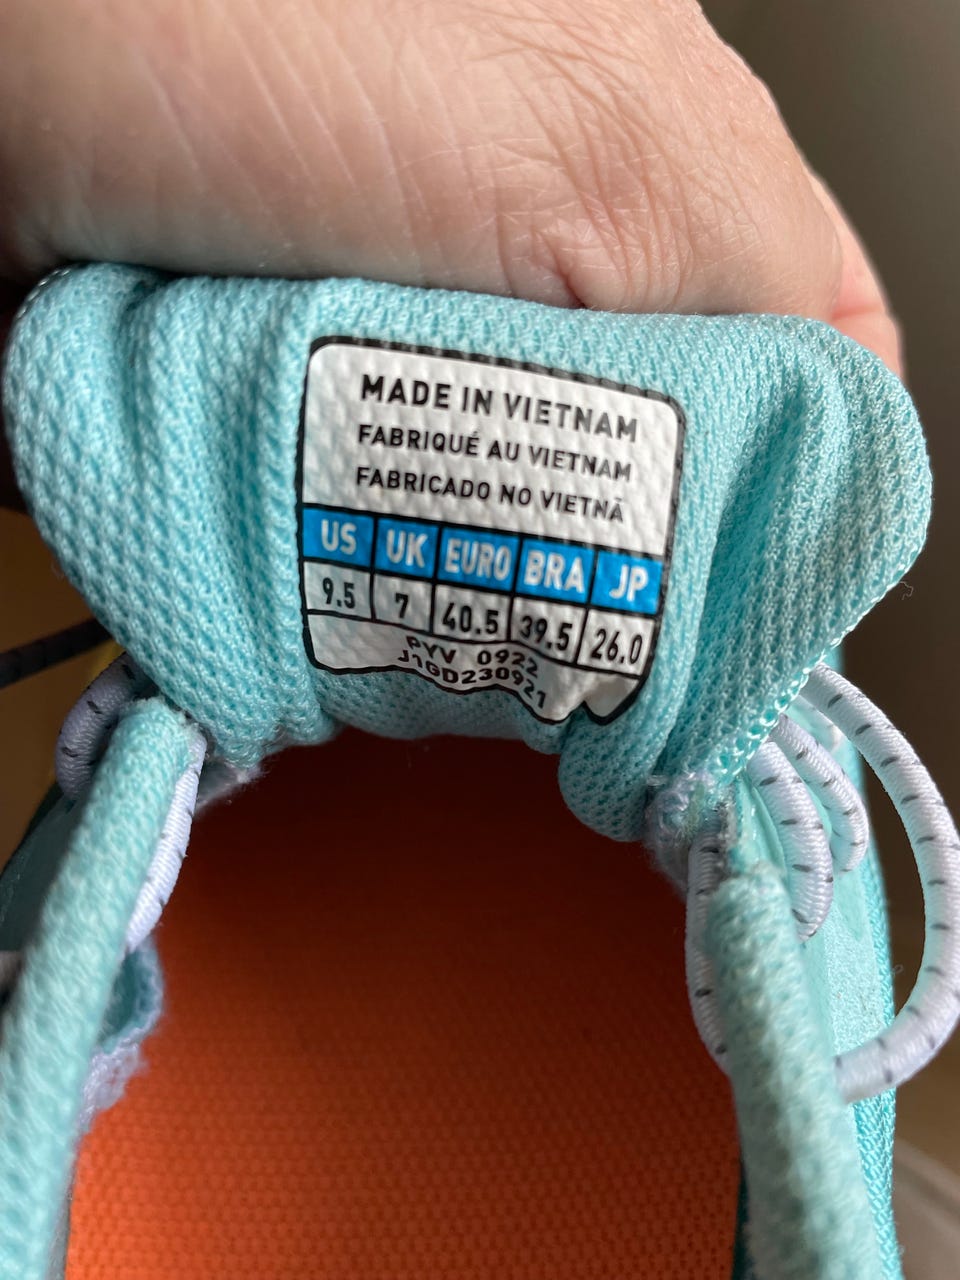 MADE IN VIETNAM
FABRIQUÉ AU VIETNAM
FABRICADO NO VIETNÃ
US UK EURO BRA JP
9.5 7 40.5 39.5 26.0
PYV 0922
J1GD230921